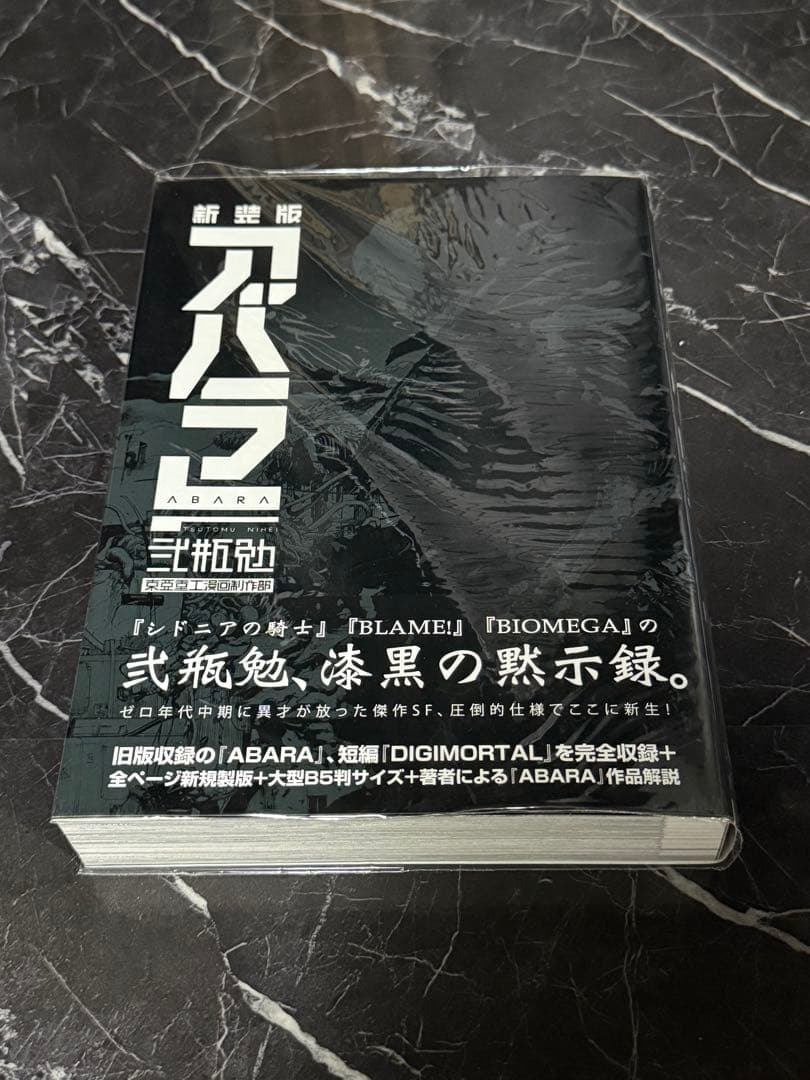 新装版
アバラ
ABARA
TSUTOMU NIHEI
弐瓶勉
東亜重工漫画制作部
『シドニアの騎士』『BLAME!』『BIOMEGA』の
弐瓶勉、漆黒の黙示録。
ゼロ年代中期に異才が放った傑作SF、圧倒的仕様でここに新生!
旧版収録の『ABARA』、短編『DIGIMORTAL』を完全収録+
全ページ新規製版+大型B5判サイズ+著者による『ABARA』作品解説